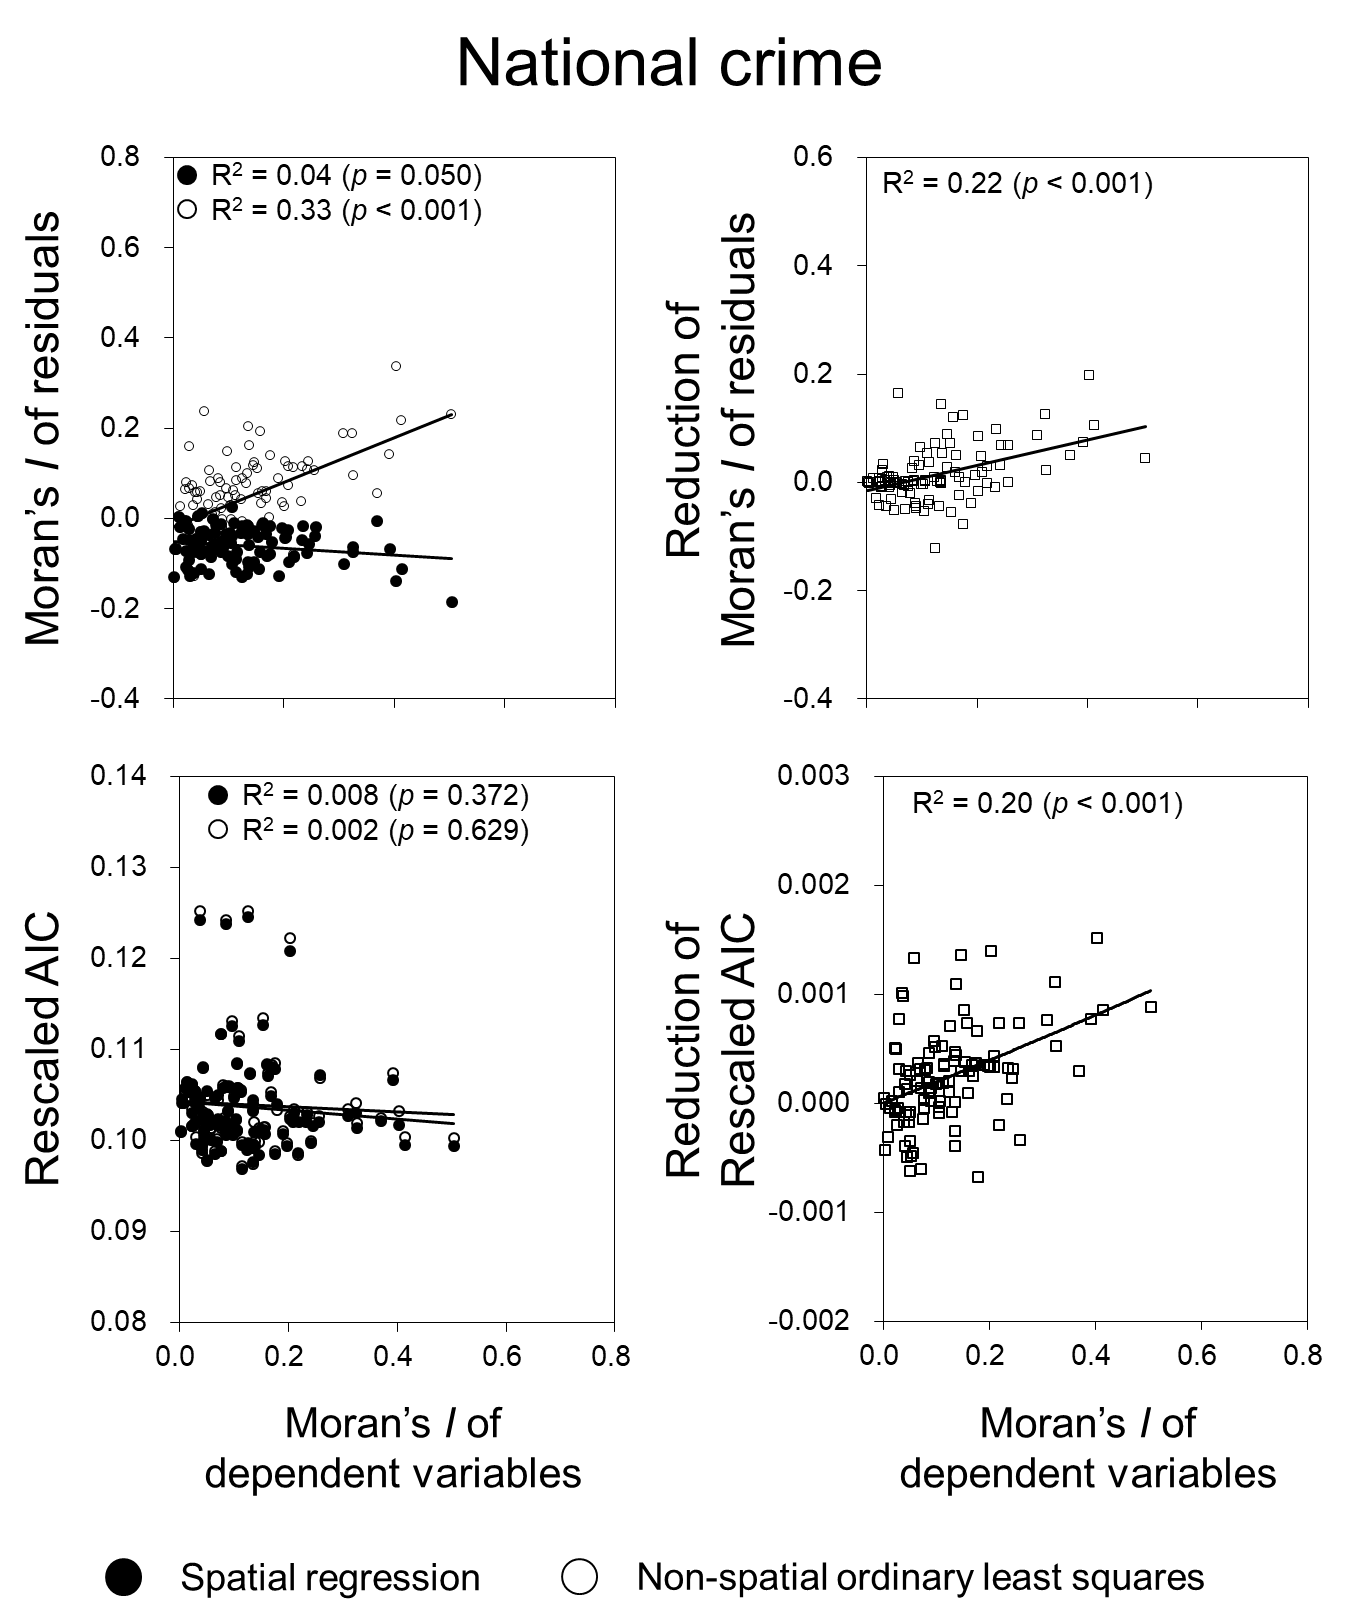 National crime
0.8
0.6
0.4
0.2
0.0
-0.2
-0.4
Moran's I of residuals
R² = 0.04 (p = 0.050)
R² = 0.33 (p < 0.001)
0.6
0.4
0.2
0.0
-0.2
-0.4
Reduction of
Moran's I of residuals
R² = 0.22 (p < 0.001)
0.14
0.13
0.12
0.11
0.10
0.09
0.08
Rescaled AIC
R² = 0.008 (p = 0.372)
R² = 0.002 (p = 0.629)
0.0 0.2 0.4 0.6 0.8
Moran's I of
dependent variables
0.003
0.002
0.001
0.000
-0.001
-0.002
Reduction of
Rescaled AIC
R² = 0.20 (p < 0.001)
0.0 0.2 0.4 0.6 0.8
Moran's I of
dependent variables
Spatial regression
Non-spatial ordinary least squares